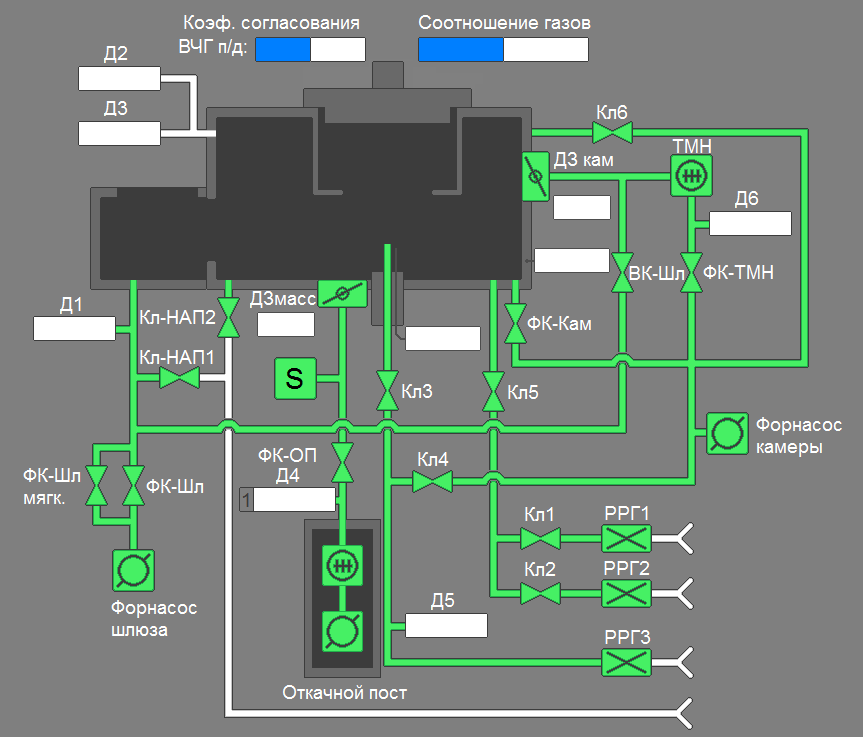 Коэф. согласования
ВЧГ п/д:
Соотношение газов
Д2
Д3
Кл6
ДЗ кам
ТМН
Д6
ВК-Шл
ФК-ТМН
Д1
Кл-НАП2
ДЗмасс
ФК-Кам
Кл-НАП1
S
Кл3
Кл5
Форнасос
камеры
ФК-ОП
Д4
Кл4
ФК-Шл
мягк.
ФК-Шл
1
Кл1
РРГ1
Кл2
РРГ2
Форнасос
шлюза
Д5
РРГ3
Откачной пост